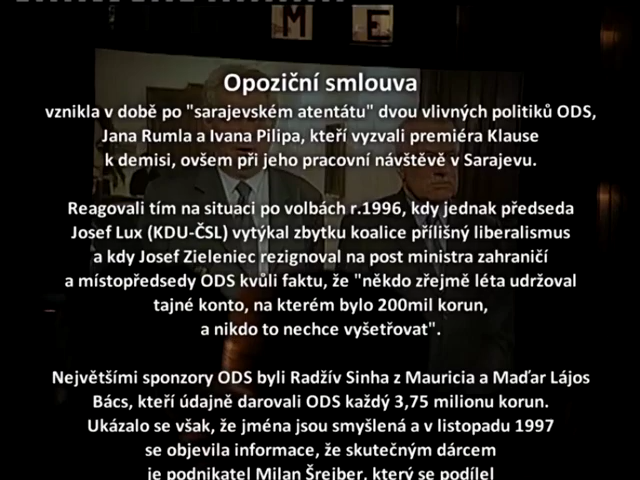 M E
Opoziční smlouva
vznikla v době po "sarajevském atentátu" dvou vlivných politiků ODS,
Jana Rumla a Ivana Pilipa, kteří vyzvali premiéra Klause
k demisi, ovšem při jeho pracovní návštěvě v Sarajevu.
Reagovali tím na situaci po volbách r.1996, kdy jednak předseda
Josef Lux (KDU-ČSL) vytýkal zbytku koalice přílišný liberalismus
a kdy Josef Zieleniec rezignoval na post ministra zahraničí
a místopředsedy ODS kvůli faktu, že "někdo zřejmě léta udržoval
tajné konto, na kterém bylo 200mil korun,
a nikdo to nechce vyšetřovat".
Největšími sponzory ODS byli Radžív Sinha z Mauricia a Maďar Lájos
Bács, kteří údajně darovali ODS každý 3,75 milionu korun.
Ukázalo se však, že jména jsou smyšlená a v listopadu 1997
se objevila informace, že skutečným dárcem
je podnikatel Milan Šrejber, který se podílel